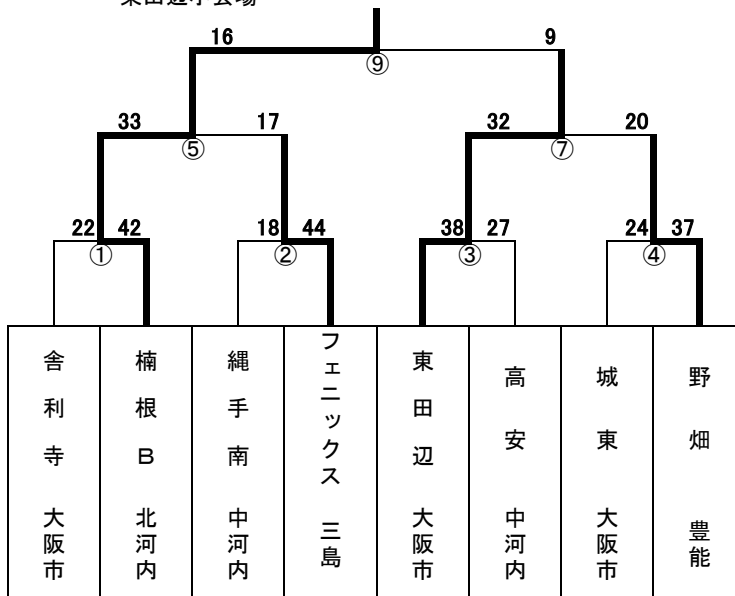 16
9
⑨
33
17
32
20
⑤
⑦
22
42
18
44
38
27
24
37
①
②
③
④
舎利寺 大阪市
楠根B 北河内
縄手南 中河内
フェニックス 三島
東田辺 大阪市
高安 中河内
城東 大阪市
野畑 豊能